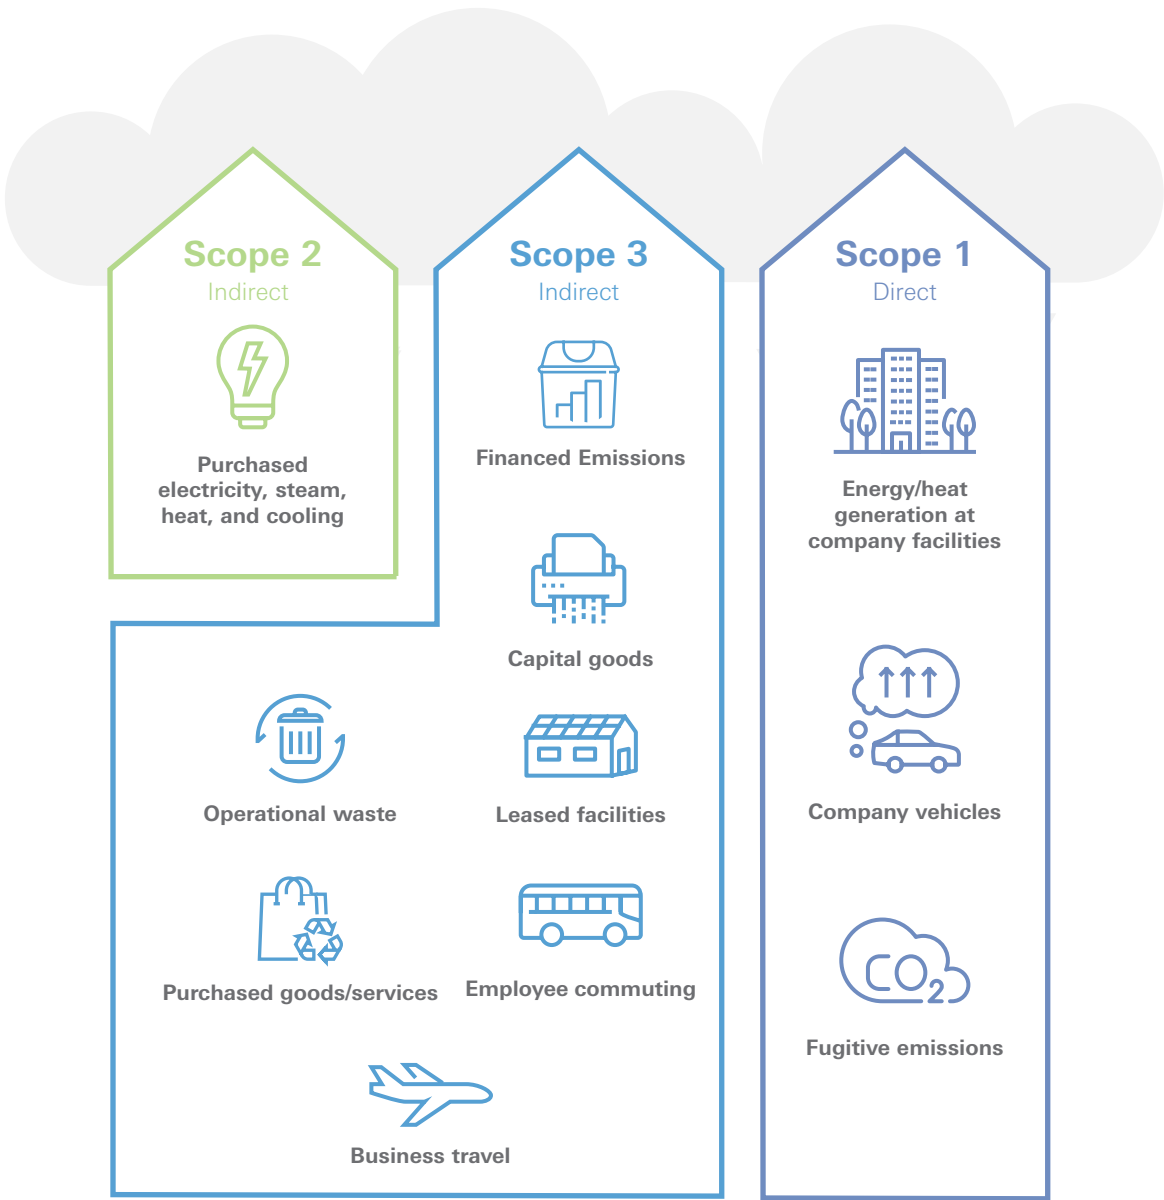 Scope 2
Indirect
Purchased
electricity, steam,
heat, and cooling
Scope 3
Indirect
Financed Emissions
Capital goods
Operational waste
Leased facilities
Purchased goods/services
Employee commuting
Business travel
Scope 1
Direct
Energy/heat
generation at
company facilities
Company vehicles
CO2
Fugitive emissions